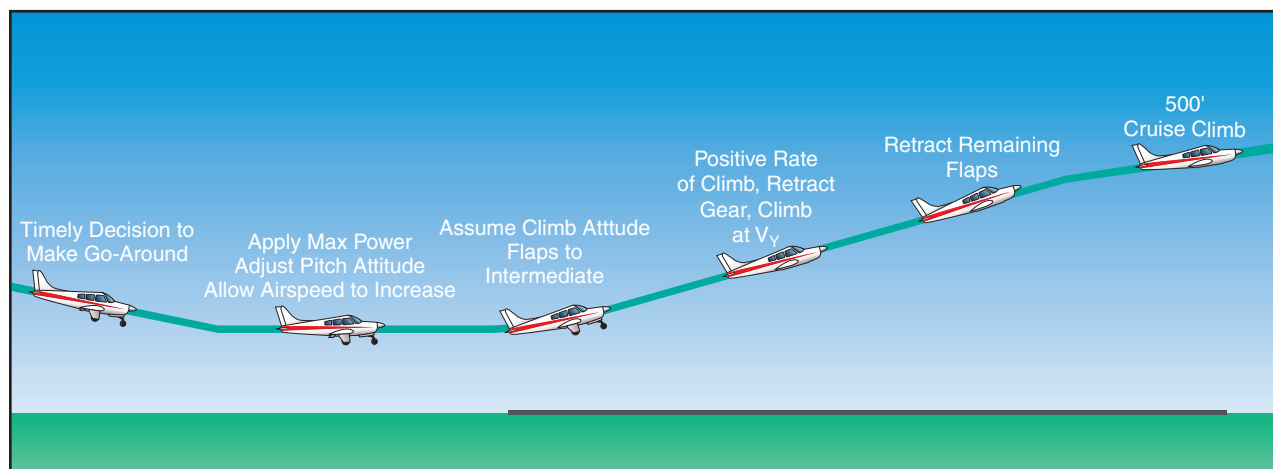 Timely Decision to
Make Go-Around
Apply Max Power
Adjust Pitch Attitude
Allow Airspeed to Increase
Assume Climb Atttude
Flaps to
Intermediate
Positive Rate
of Climb, Retract
Gear, Climb
at VY
Retract Remaining
Flaps
500'
Cruise Climb